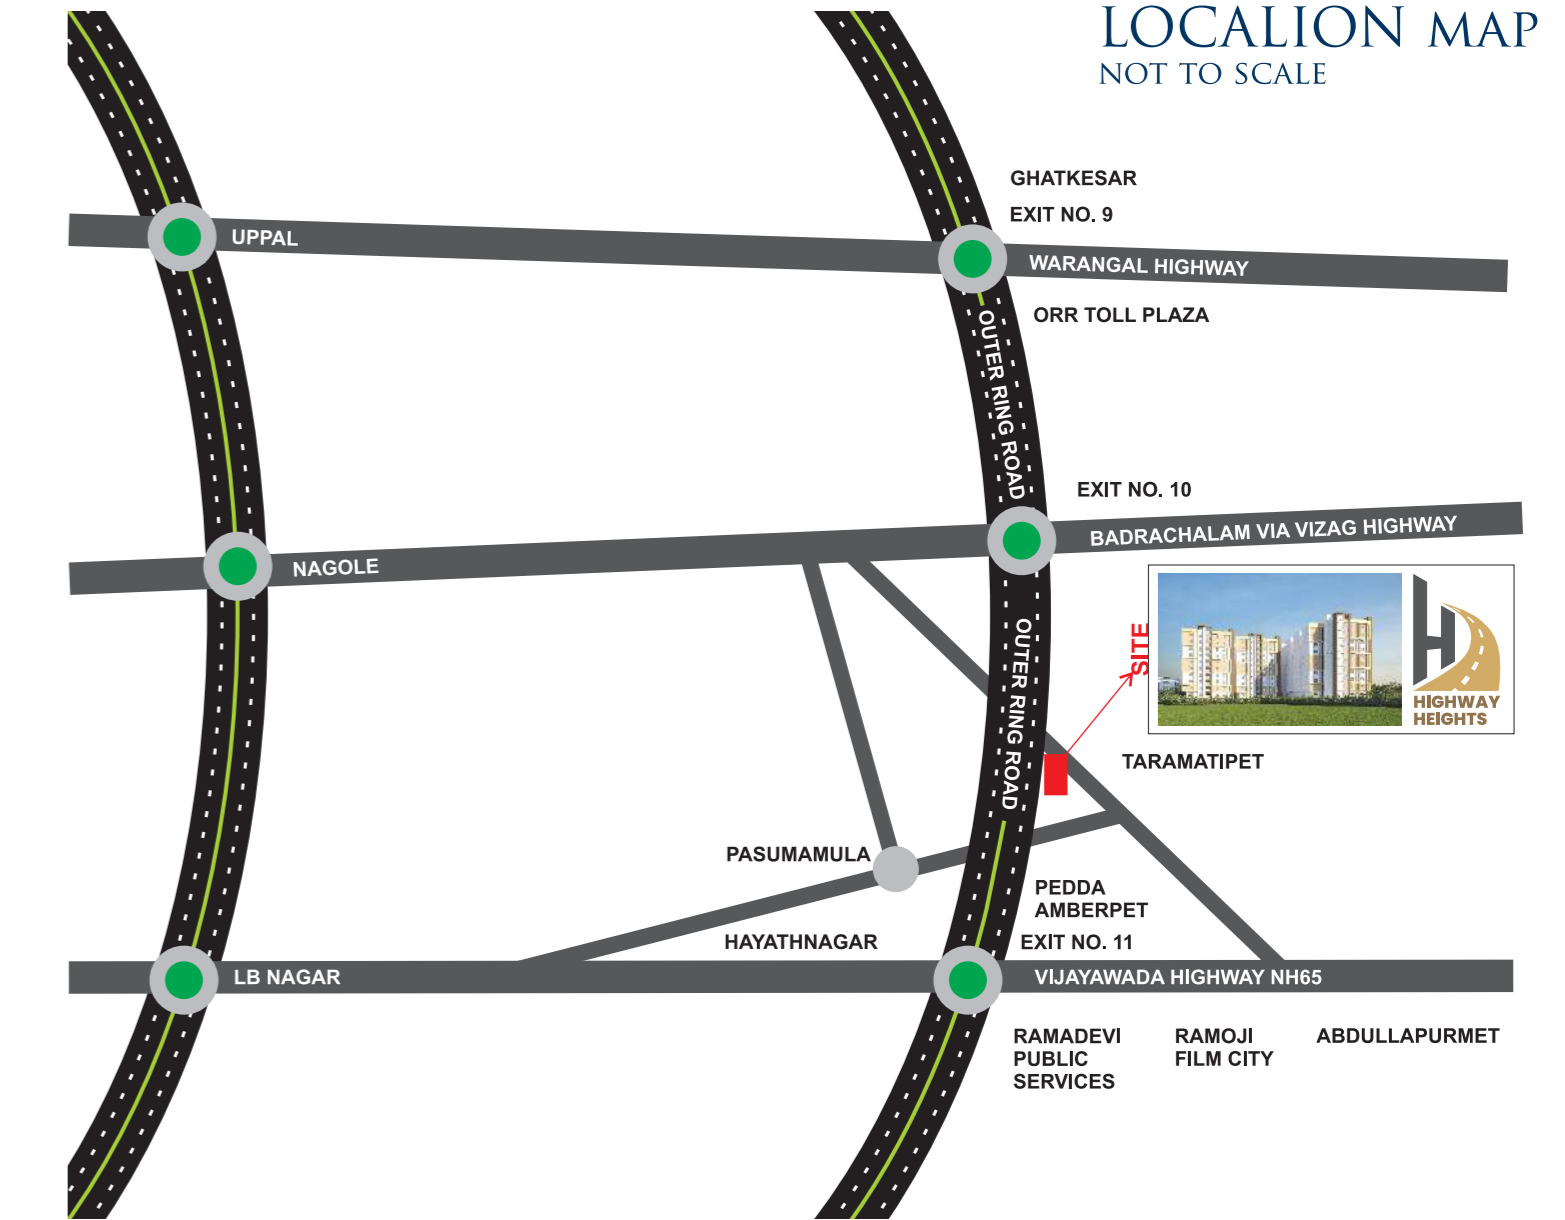 LOCALION MAP
NOT TO SCALE
GHATKESAR
EXIT NO. 9
UPPAL
WARANGAL HIGHWAY
ORR TOLL PLAZA
OUTER RING ROAD
EXIT NO. 10
BADRACHALAM VIA VIZAG HIGHWAY
NAGOLE
SITE
HIGHWAY
HEIGHTS
OUTER RING ROAD
TARAMATIPET
PASUMAMULA
PEDDA
AMBERPET
HAYATHNAGAR
EXIT NO. 11
LB NAGAR
VIJAYAWADA HIGHWAY NH65
RAMADEVI
PUBLIC
SERVICES
RAMOJI
FILM CITY
ABDULLAPURMET